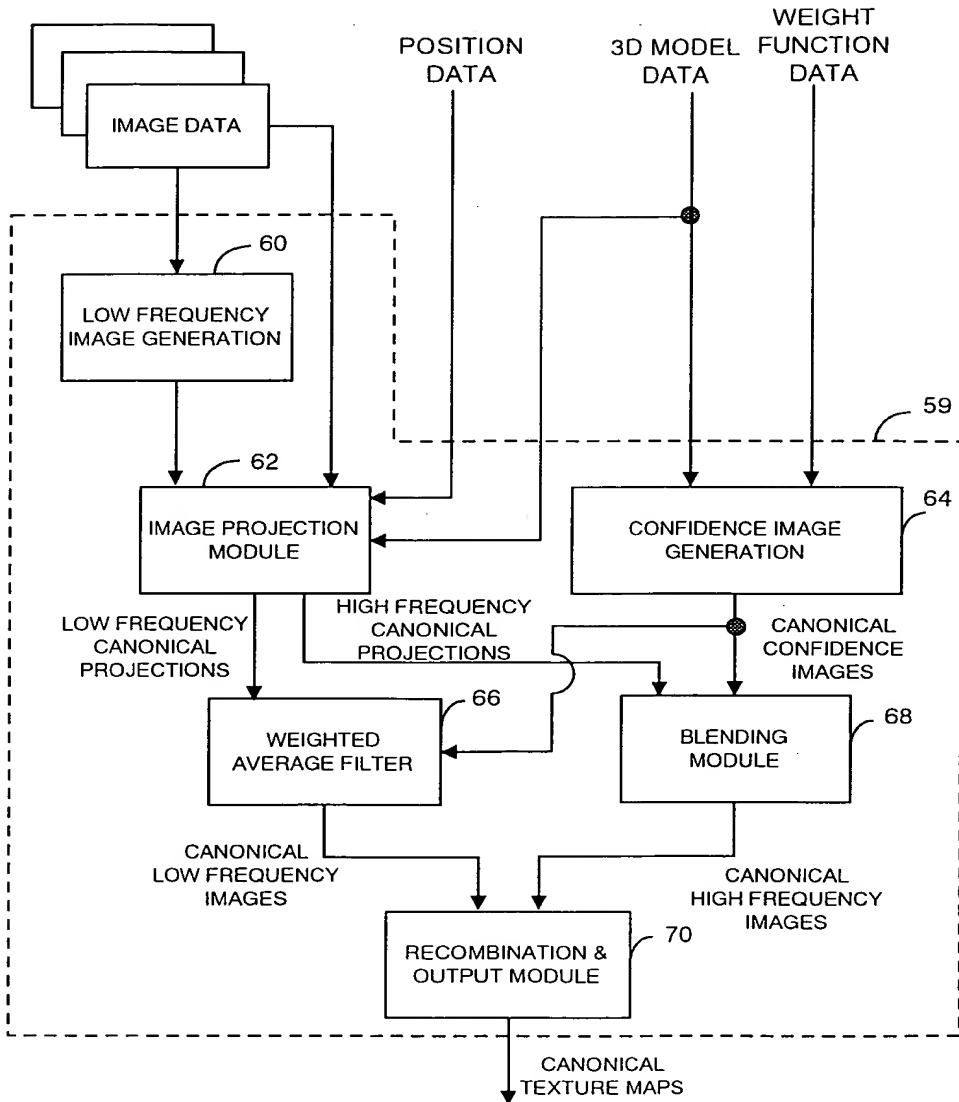 POSITION
DATA
3D MODEL
DATA
WEIGHT
FUNCTION
DATA
IMAGE DATA
60
LOW FREQUENCY
IMAGE GENERATION
59
62
IMAGE PROJECTION
MODULE
64
CONFIDENCE IMAGE
GENERATION
LOW FREQUENCY
CANONICAL
PROJECTIONS
HIGH FREQUENCY
CANONICAL
PROJECTIONS
CANONICAL
CONFIDENCE
IMAGES
66
WEIGHTED
AVERAGE FILTER
68
BLENDING
MODULE
CANONICAL
LOW FREQUENCY
IMAGES
CANONICAL
HIGH FREQUENCY
IMAGES
70
RECOMBINATION &
OUTPUT MODULE
CANONICAL
TEXTURE MAPS